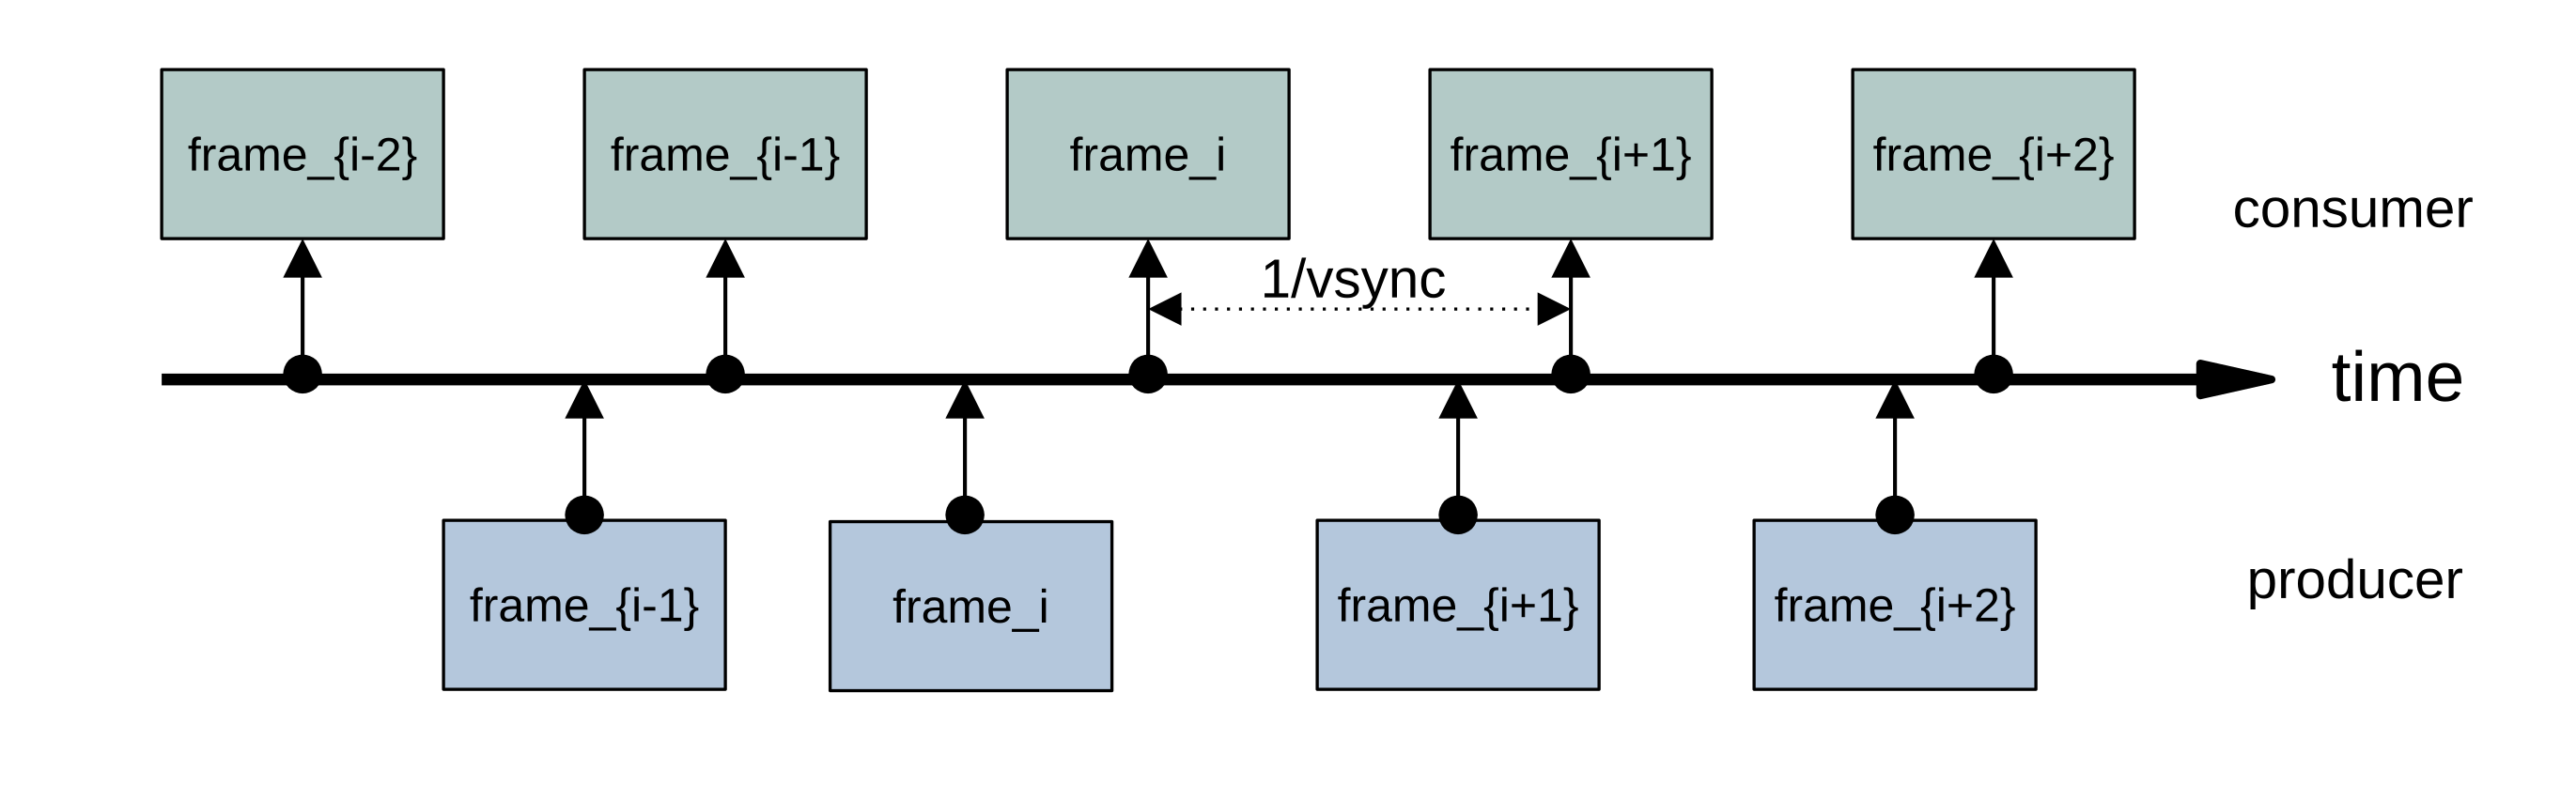 frame_{i-2}
frame_{i-1}
frame_i
frame_{i+1}
frame_{i+2}
consumer
1/vsync
time
frame_{i-1}
frame_i
frame_{i+1}
frame_{i+2}
producer